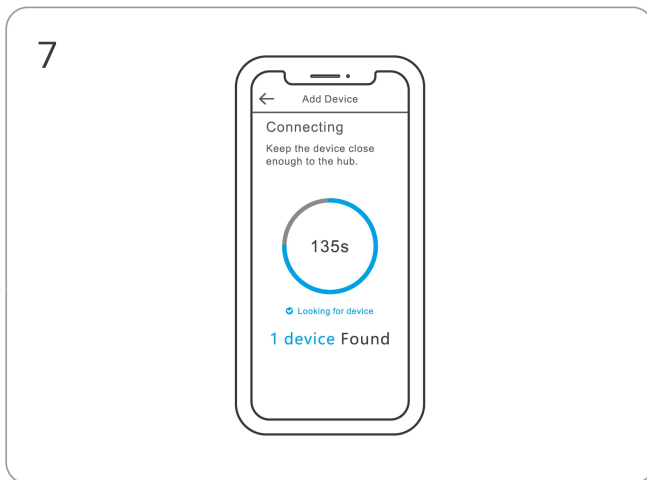 7
Add Device
Connecting
Keep the device close
enough to the hub.
135s
Looking for device
1 device Found